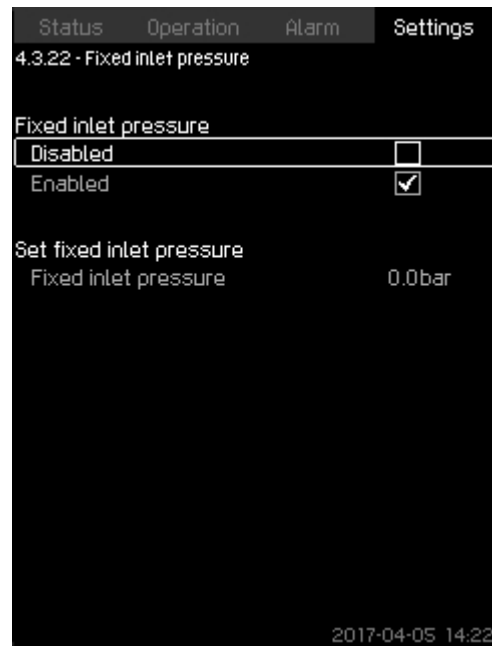 Status Operation Alarm Settings
4.3.22 - Fixed inlet pressure
Fixed inlet pressure
Disabled
Enabled
Set fixed inlet pressure
Fixed inlet pressure 0.0bar
2017-04-05 14:22